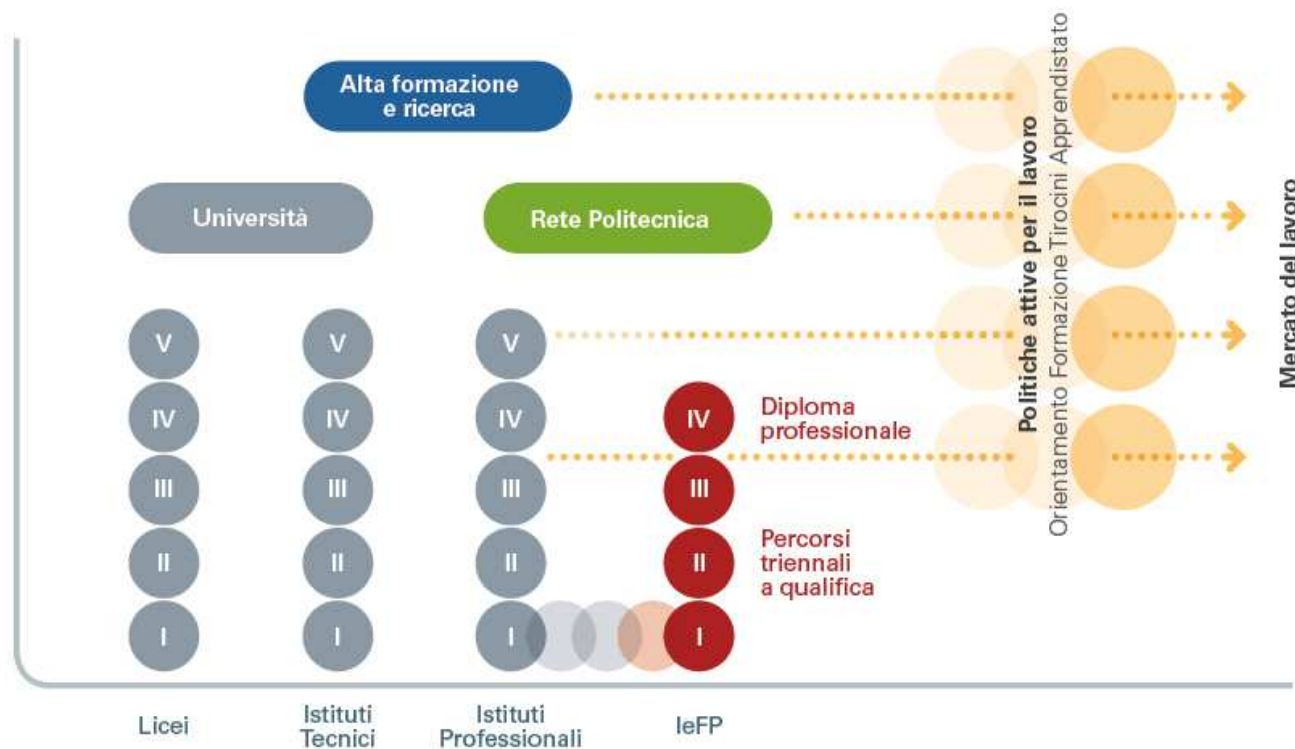 Alta formazione
e ricerca
Università
Rete Politecnica
V
V
V
IV
IV
IV
IV
Diploma
professionale
III
III
III
III
II
II
II
II
Percorsi
triennali
a qualifica
I
I
I
I
Licei
Istituti
Tecnici
Istituti
Professionali
IeFP
Politiche attive per il lavoro
Orientamento Formazione Tirocini Apprendistato
Mercato del lavoro